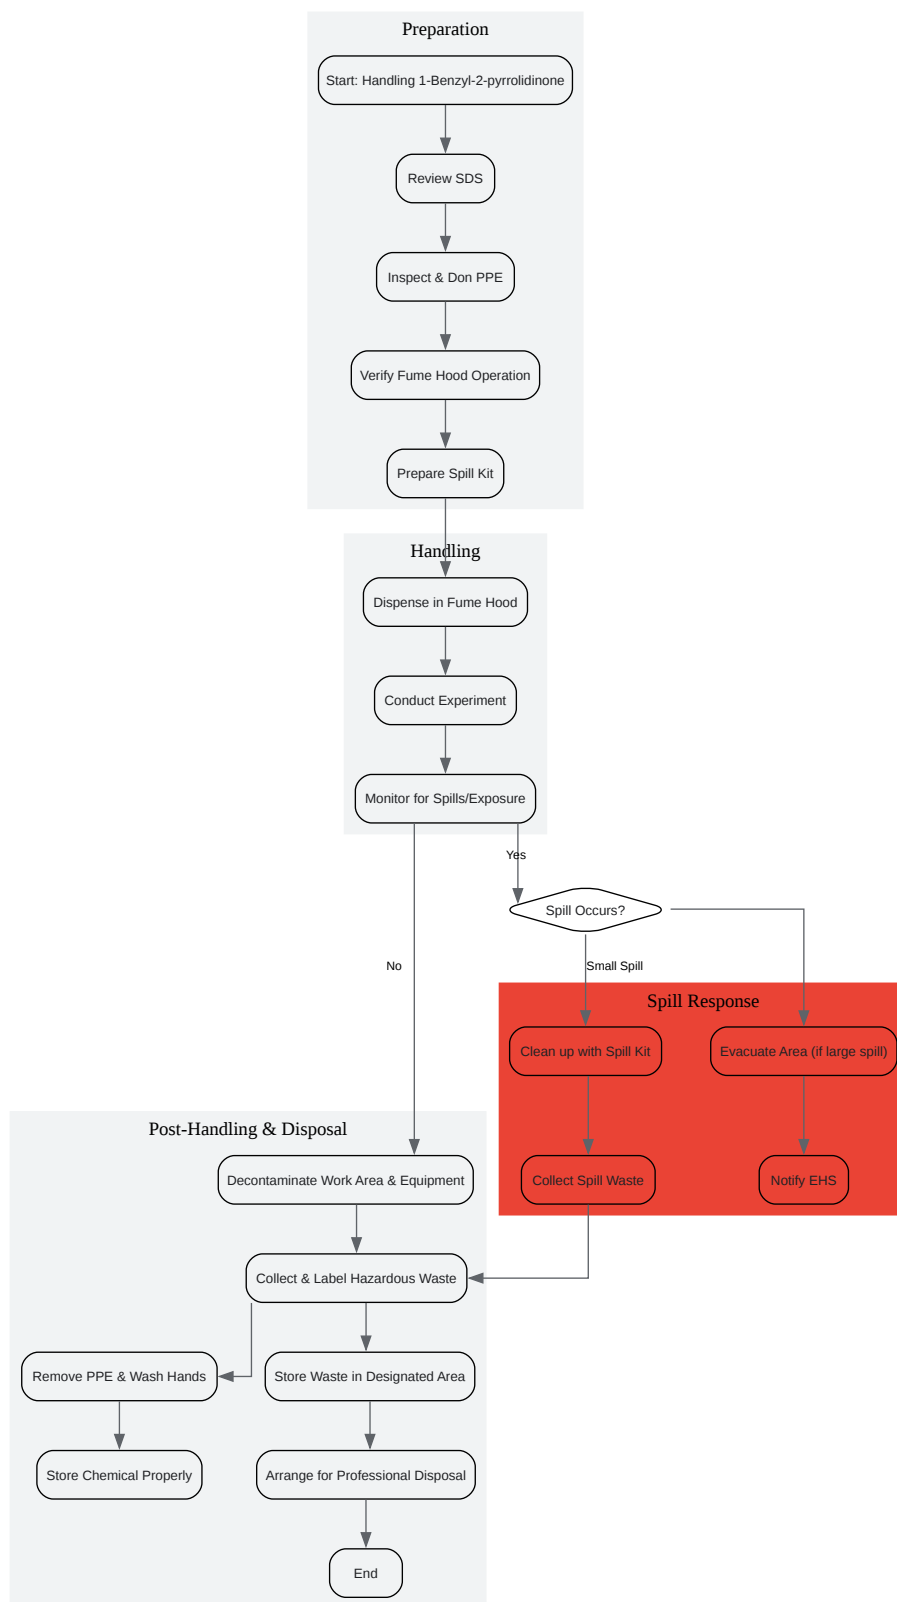 Preparation
Start: Handling 1-Benzyl-2-pyrrolidinone
Review SDS
Inspect & Don PPE
Verify Fume Hood Operation
Prepare Spill Kit
Handling
Dispense in Fume Hood
Conduct Experiment
Monitor for Spills/Exposure
Yes
Spill Occurs?
No
Small Spill
Spill Response
Clean up with Spill Kit
Evacuate Area (if large spill)
Post-Handling & Disposal
Decontaminate Work Area & Equipment
Collect Spill Waste
Notify EHS
Collect & Label Hazardous Waste
Remove PPE & Wash Hands
Store Waste in Designated Area
Store Chemical Properly
Arrange for Professional Disposal
End